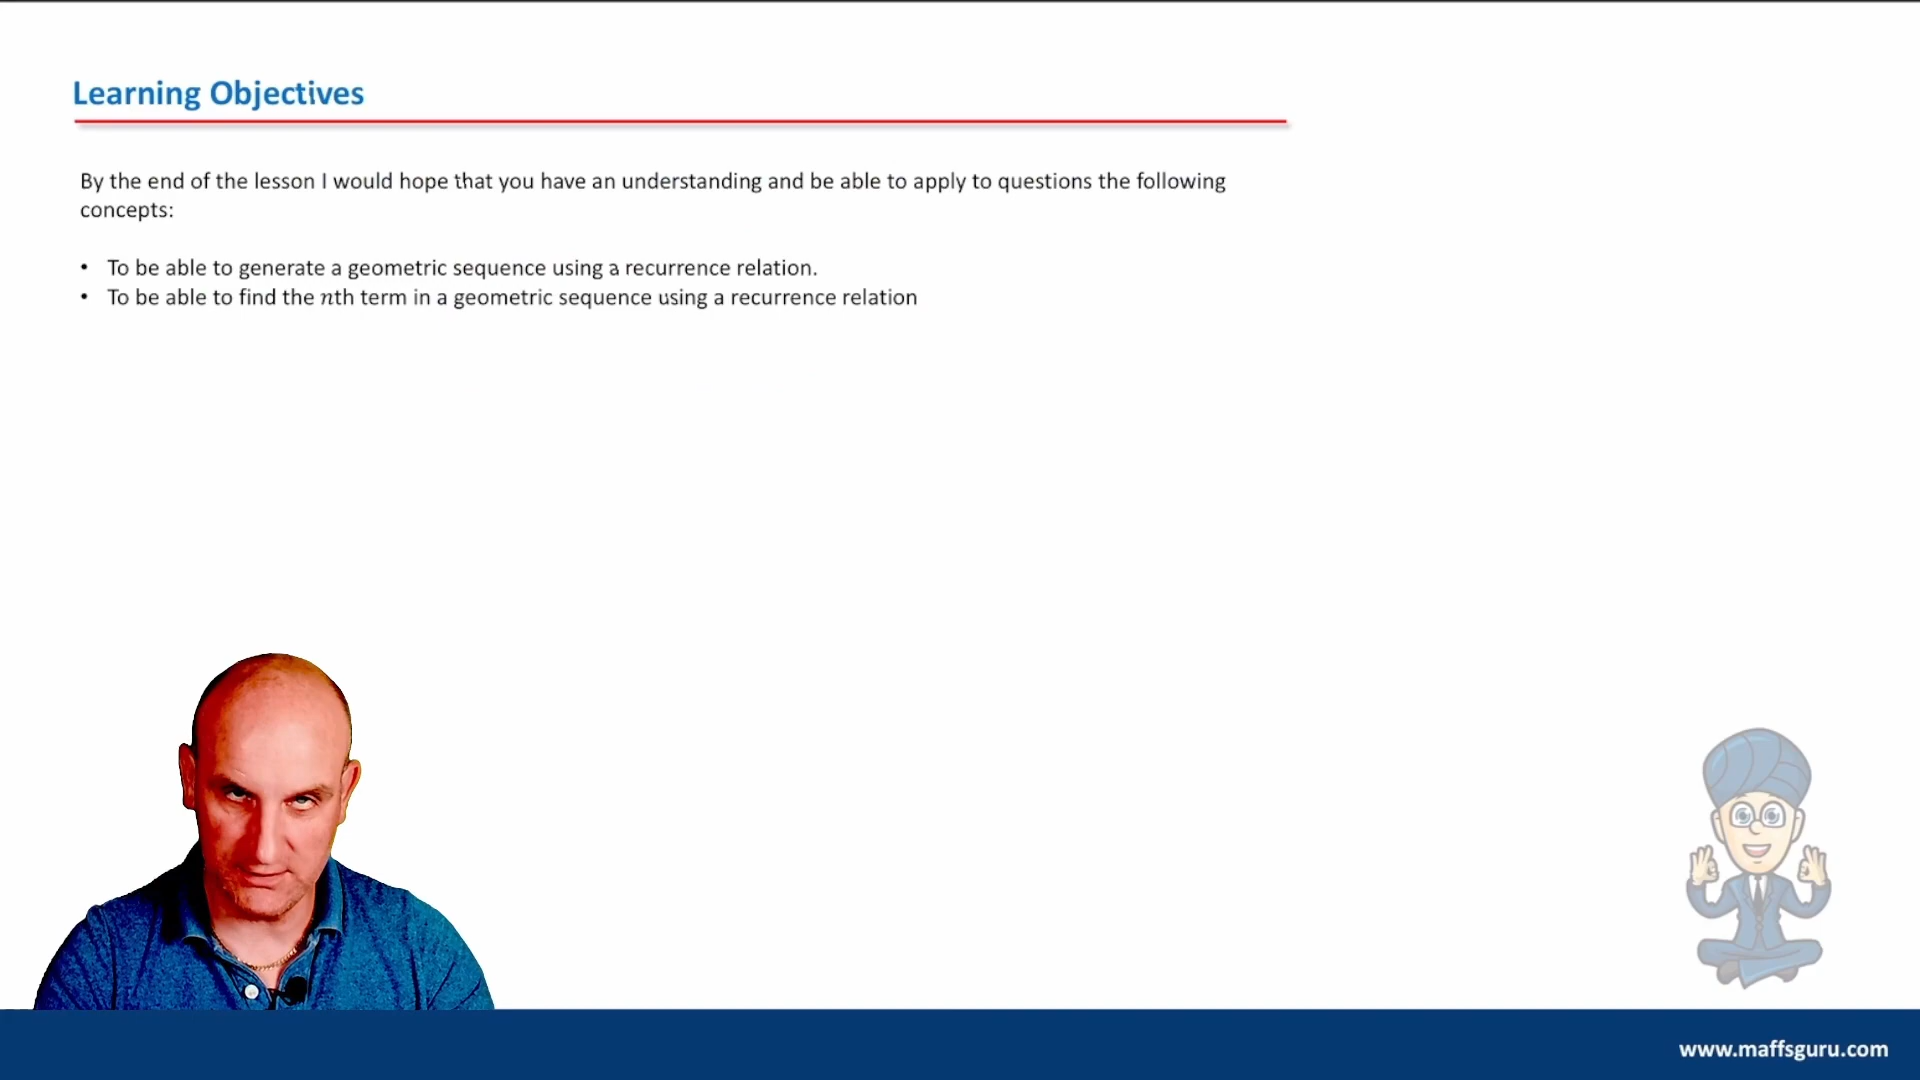 Learning Objectives
By the end of the lesson I would hope that you have an understanding and be able to apply to questions the following
concepts:
• To be able to generate a geometric sequence using a recurrence relation.
• To be able to find the nth term in a geometric sequence using a recurrence relation
www.maffsguru.com